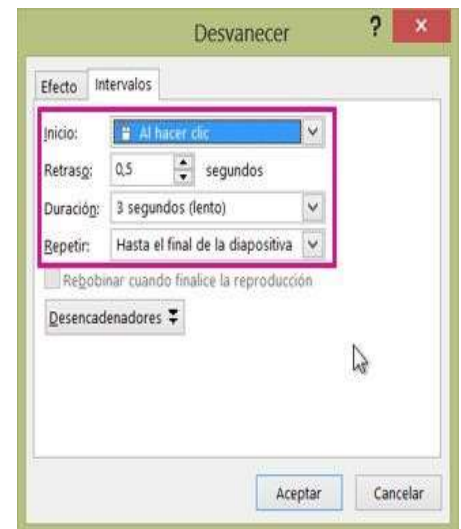 Desvanecer ? ×
Efecto Intervalos
Inicio: Al hacer clic
Retraso: 0,5 segundos
Duración: 3 segundos (lento)
Repetir: Hasta el final de la diapositiva
Rebobinar cuando finalice la reproducción
Desencadenadores
Aceptar Cancelar